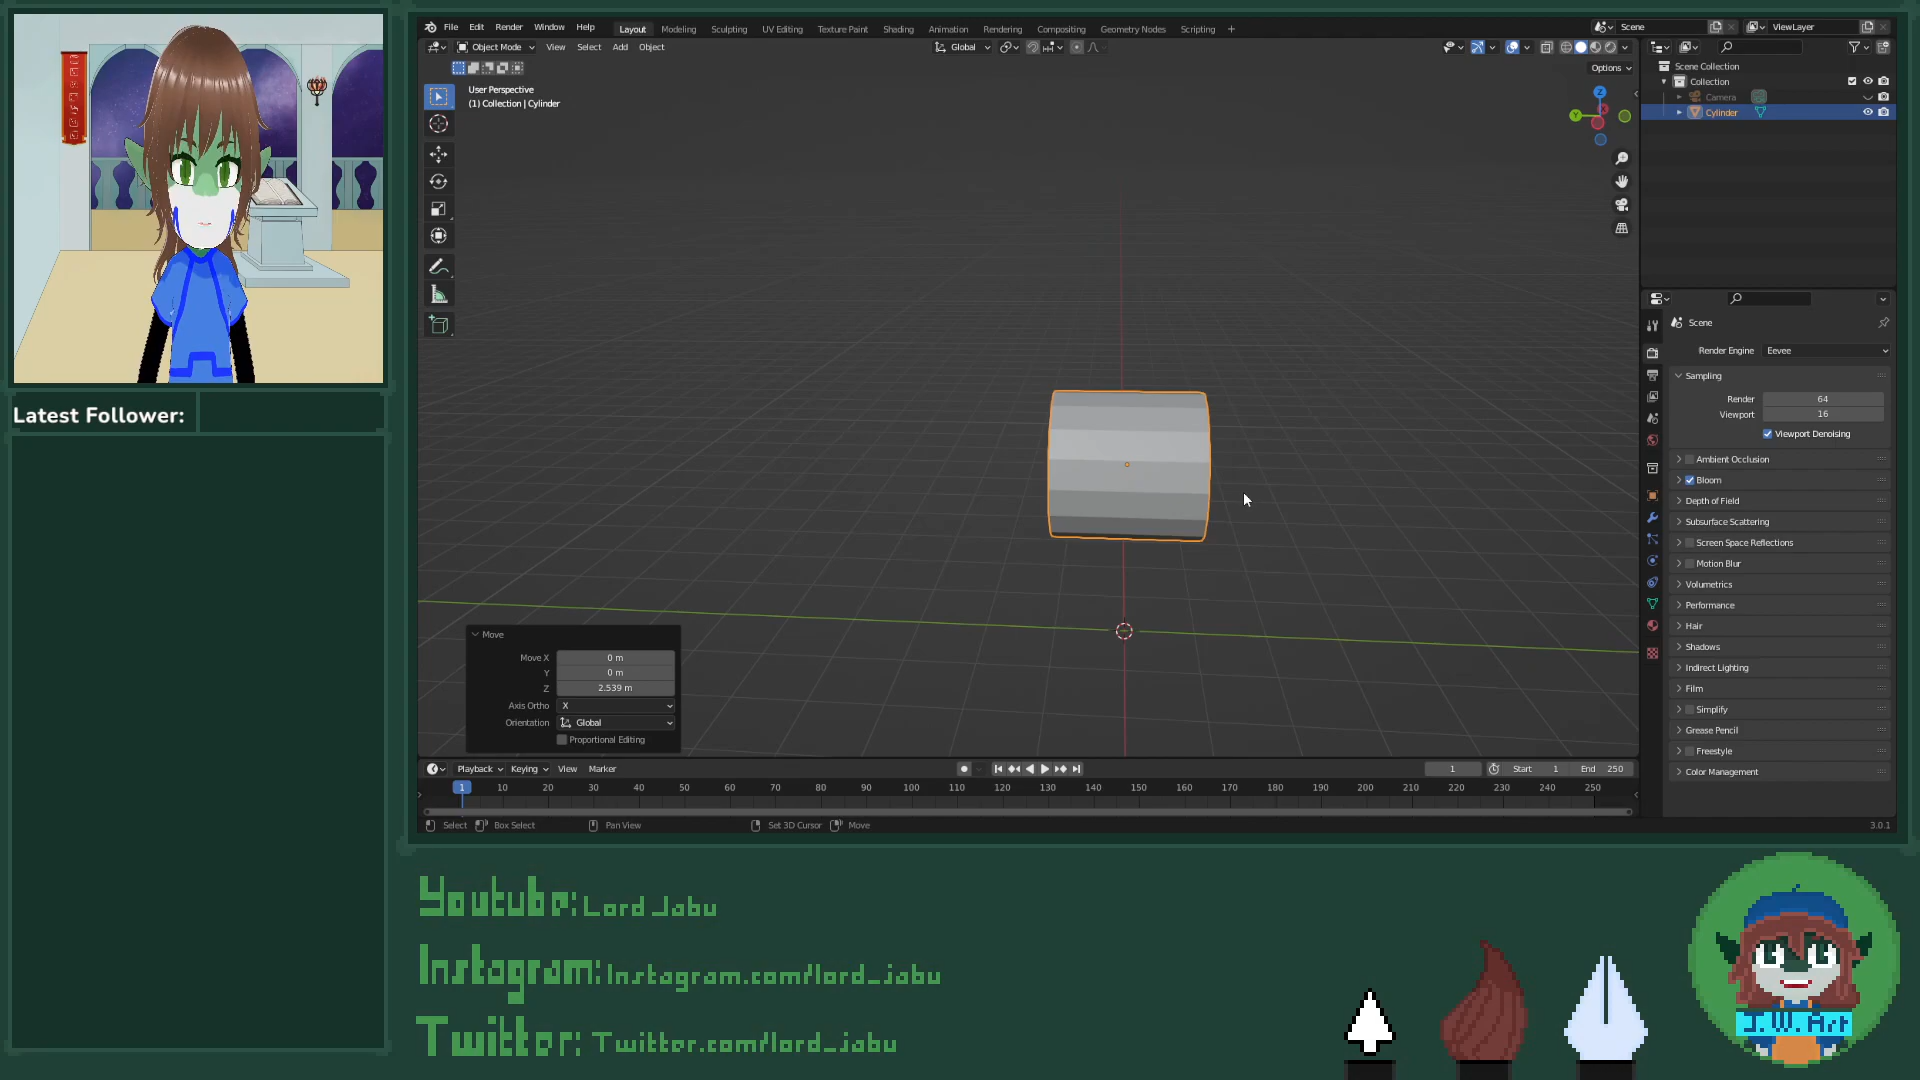 File Edit Render Window Help Layout Modeling Sculpting UV Editing Texture Paint Shading Animation Rendering Compositing Geometry Nodes Scripting + Scene ViewLayer
Object Mode View Select Add Object Global
Options
User Perspective
(1) Collection | Cylinder
Z
X
Y
Scene Collection
Collection
Camera
Cylinder
Scene
Render Engine Eevee
Sampling
Render 64
Viewport 16
Viewport Denoising
Ambient Occlusion
Bloom
Depth of Field
Subsurface Scattering
Screen Space Reflections
Motion Blur
Volumetrics
Performance
Hair
Shadows
Indirect Lighting
Film
Simplify
Grease Pencil
Freestyle
Color Management
Move
Move X 0 m
Y 0 m
Z 2.539 m
Axis Ortho X
Orientation Global
Proportional Editing
Playback Keying View Marker 1 Start 1 End 250
1 10 20 30 40 50 60 70 80 90 100 110 120 130 140 150 160 170 180 190 200 210 220 230 240 250
Select Box Select Pan View Set 3D Cursor Move 3.0.1
Latest Follower:
Youtube: Lord Jabu
Instagram: Instagram.com/lord_jabu
Twitter: Twitter.com/lord_jabu
J.W. Art